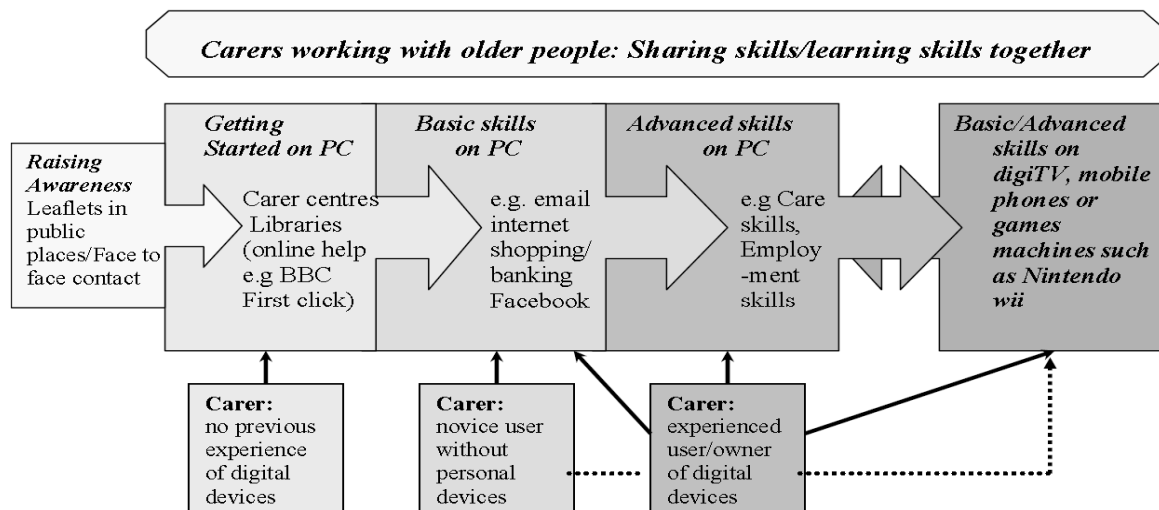 Carers working with older people: Sharing skills/learning skills together
Raising
Awareness
Leaflets in
public
places/Face to
face contact
Getting
Started on PC
Carer centres
Libraries
(online help
e.g BBC
First click)
Basic skills
on PC
e.g. email
internet
shopping/
banking
Facebook
Advanced skills
on PC
e.g Care
skills,
Employ
-ment
skills
Basic/Advanced
skills on
digiTV, mobile
phones or
games
machines such
as Nintendo
wii
Carer:
no previous
experience
of digital
devices
Carer:
novice user
without
personal
devices
Carer:
experienced
user/owner
of digital
devices